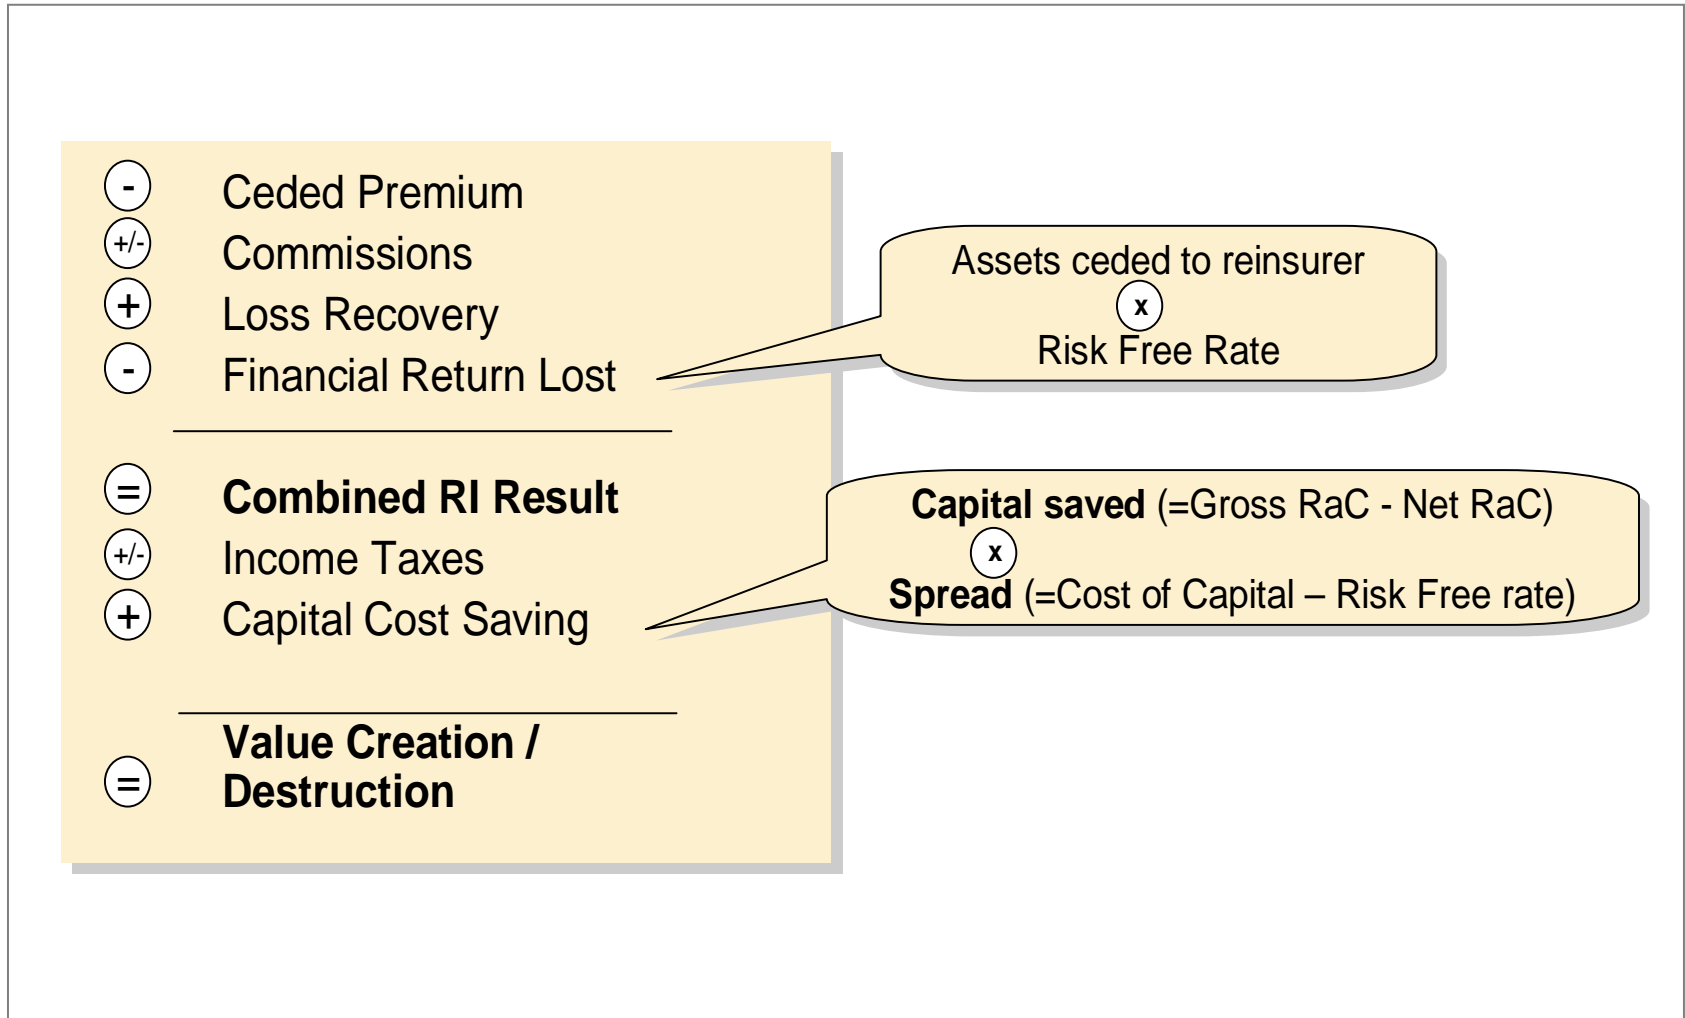 - Ceded Premium
+/- Commissions
+ Loss Recovery
- Financial Return Lost
Assets ceded to reinsurer
x
Risk Free Rate
= Combined RI Result
+/- Income Taxes
+ Capital Cost Saving
Capital saved (=Gross RaC - Net RaC)
x
Spread (=Cost of Capital – Risk Free rate)
Value Creation /
= Destruction